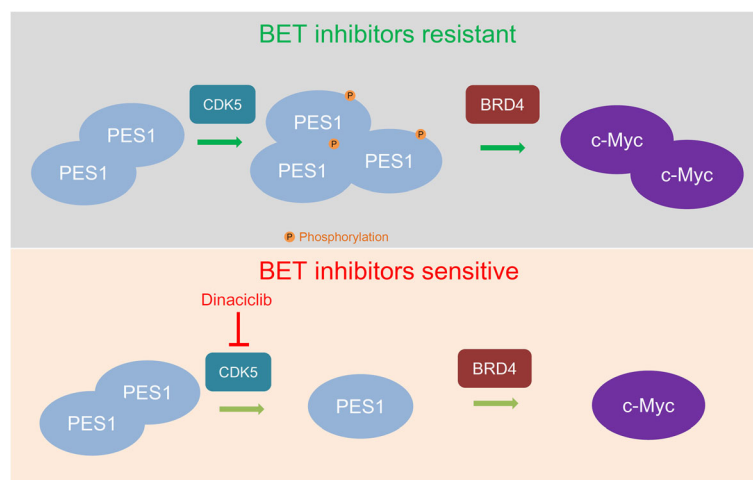 BET inhibitors resistant
CDK5
BRD4
PES1
PES1
P
PES1
P
P
PES1
PES1
c-Myc
c-Myc
P Phosphorylation
BET inhibitors sensitive
Dinaciclib
CDK5
BRD4
PES1
PES1
PES1
c-Myc